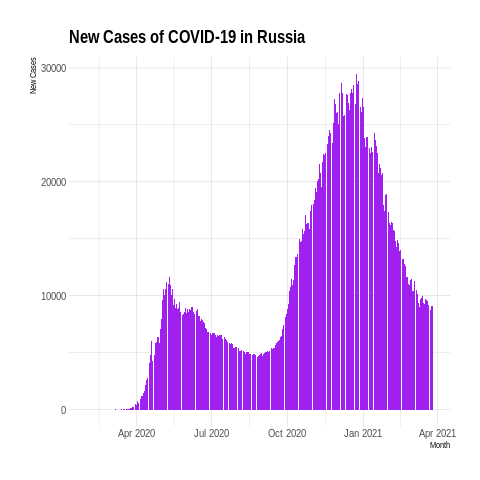 New Cases of COVID-19 in Russia
New Cases
30000
20000
10000
0
Apr 2020 Jul 2020 Oct 2020 Jan 2021 Apr 2021
Month